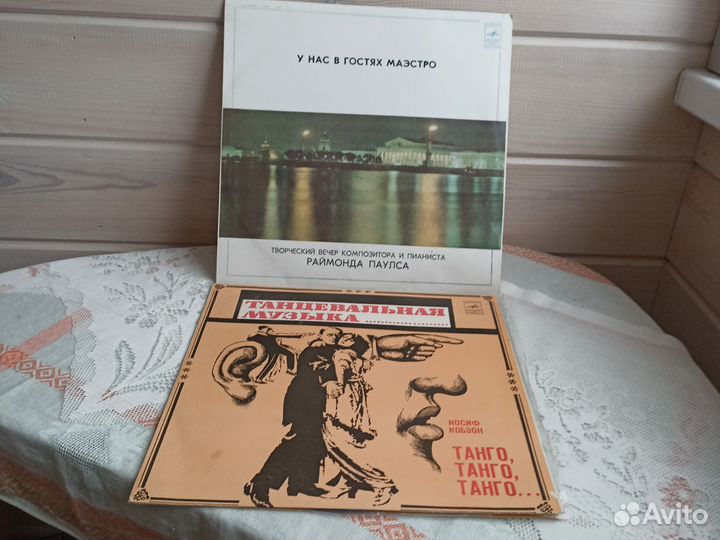 У НАС В ГОСТЯХ МАЭСТРО
ТВОРЧЕСКИЙ ВЕЧЕР КОМПОЗИТОРА И ПИАНИСТА
РАЙМОНДА ПАУЛСА
ТАНЦЕВАЛЬНАЯ
МУЗЫКА
ИОСИФ
КОБЗОН
ТАНГО,
ТАНГО,
ТАНГО...
Avito